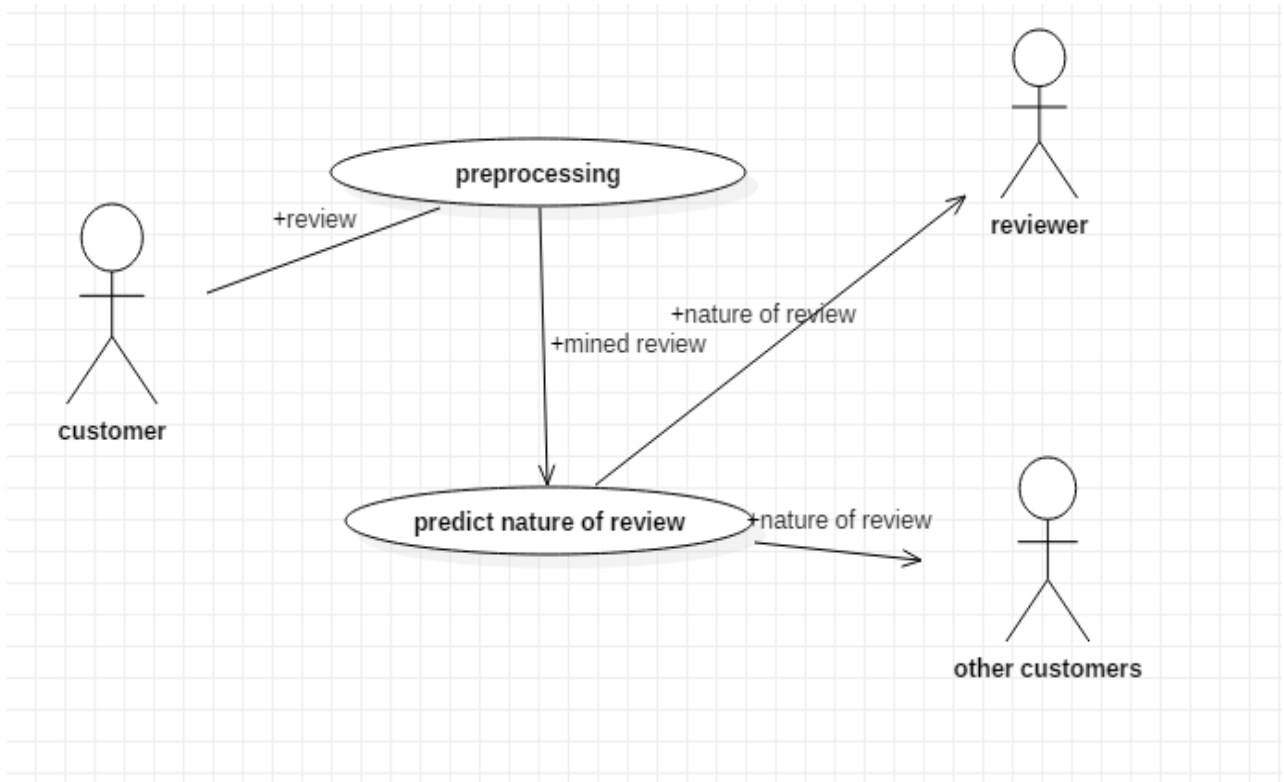 preprocessing
+review
reviewer
+nature of review
+mined review
customer
predict nature of review
+nature of review
other customers